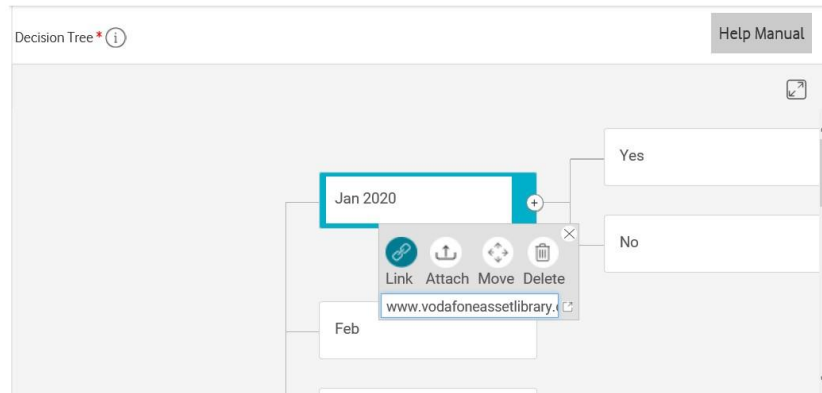 Decision Tree * i
Help Manual
Yes
Jan 2020
No
Link Attach Move Delete
www.vodafoneassetlibrary.
Feb